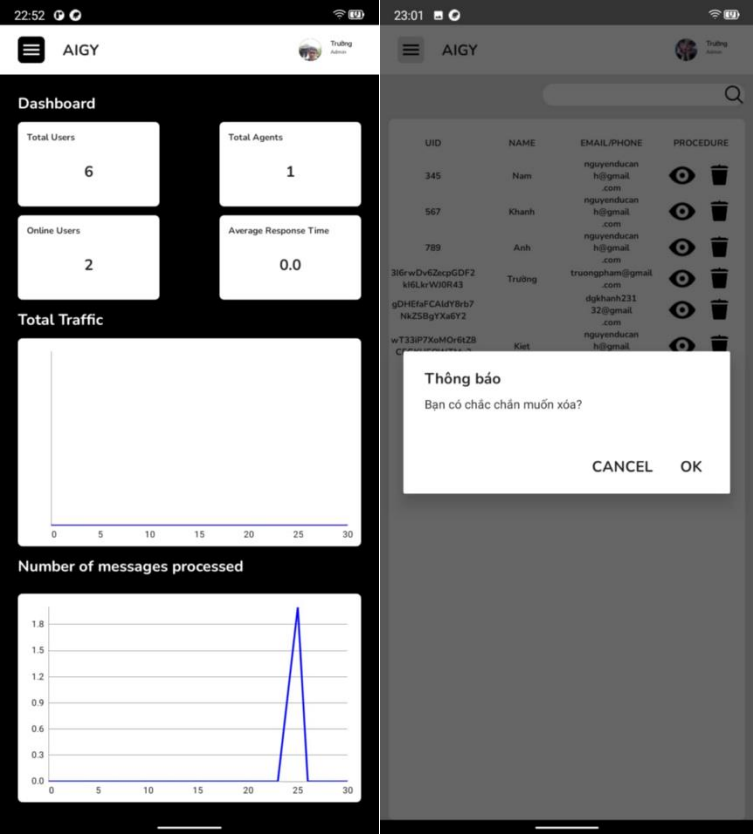 22:52
AIGY
Trường
Admin
Dashboard
Total Users
6
Total Agents
1
Online Users
2
Average Response Time
0.0
Total Traffic
0 5 10 15 20 25 30
Number of messages processed
1.8
1.5
1.2
0.9
0.6
0.3
0.0
0 5 10 15 20 25 30
23:01
AIGY
Trường
Admin
UID NAME EMAIL/PHONE PROCEDURE
345 Nam nguyenducan
h@gmail
.com
567 Khanh nguyenducan
h@gmail
.com
789 Anh nguyenducan
h@gmail
.com
3I6rwDv6ZecpGDF2 Trường truongpham@gmail
kI6LkrWJ0R43 .com
gDHEfaFCAldY8rb7 dgkhanh231
NkZSBgYXa6Y2 32@gmail
.com
wT33iP7XoMOr6tZ8 Kiet nguyenducan
h@gmail
Thông báo
Bạn có chắc chắn muốn xóa?
CANCEL OK